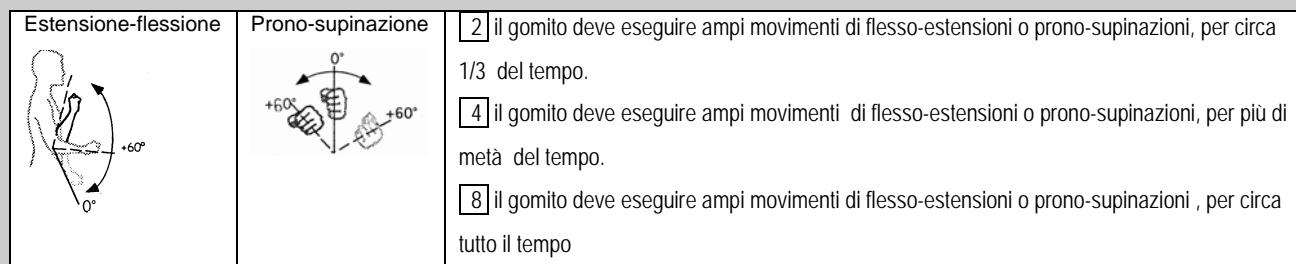 Estensione-flessione
+60°
0°
Prono-supinazione
0°
+60°
+60°
2 il gomito deve eseguire ampi movimenti di flesso-estensioni o prono-supinazioni, per circa
1/3 del tempo.
4 il gomito deve eseguire ampi movimenti di flesso-estensioni o prono-supinazioni, per più di
metà del tempo.
8 il gomito deve eseguire ampi movimenti di flesso-estensioni o prono-supinazioni , per circa
tutto il tempo